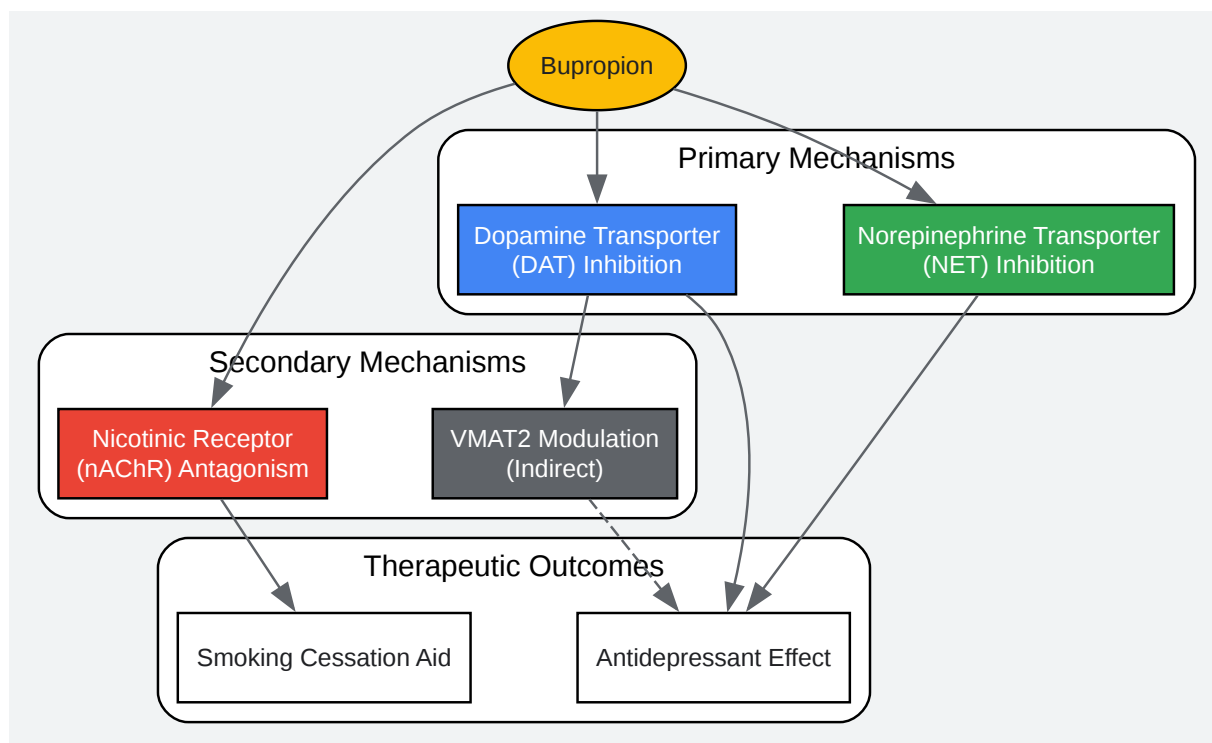 Bupropion
Primary Mechanisms
Dopamine Transporter
(DAT) Inhibition
Norepinephrine Transporter
(NET) Inhibition
Secondary Mechanisms
Nicotinic Receptor
(nAChR) Antagonism
VMAT2 Modulation
(Indirect)
Therapeutic Outcomes
Smoking Cessation Aid
Antidepressant Effect